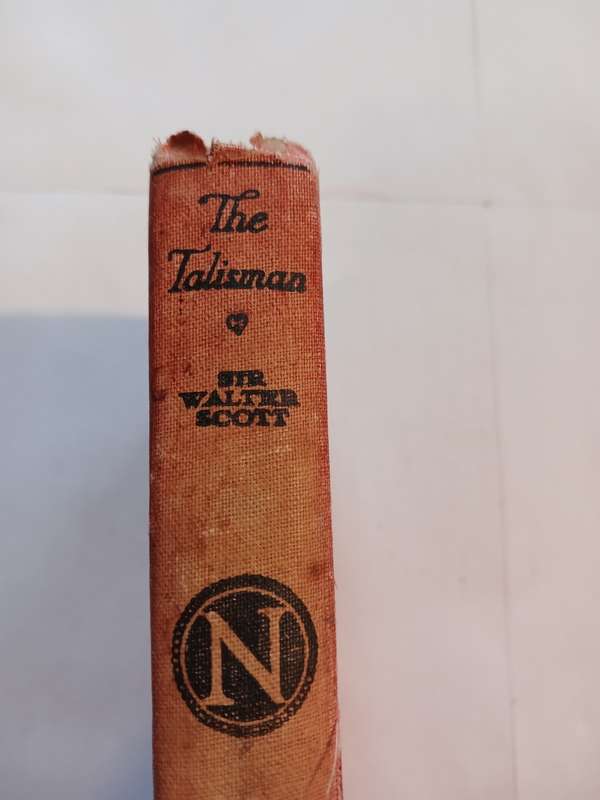 The
Talisman
SIR
WALTER
SCOTT
N